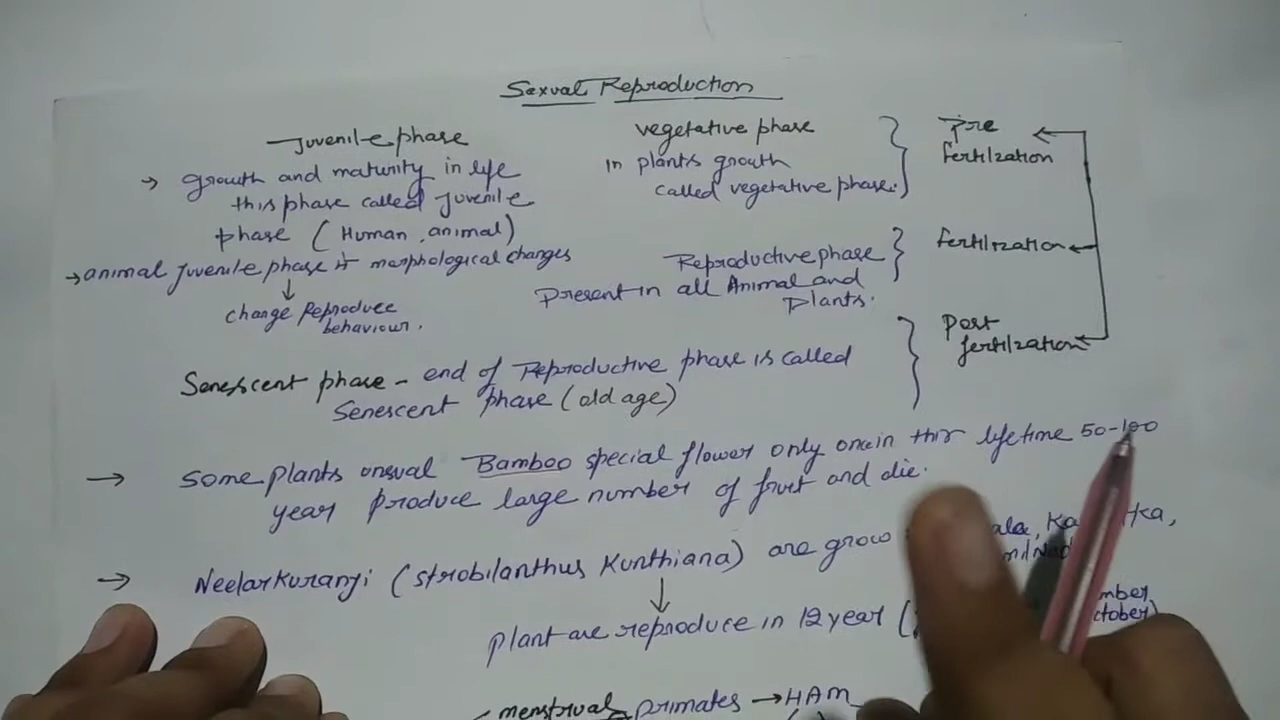 Sexual Reproduction
Juvenile phase
→ growth and maturity in life
this phase called Juvenile
phase (Human, animal)
→ animal juvenile phase is morphological changes
↓
change Reproduce
behaviour.
vegetative phase
in plants growth
called vegetative phase.
Reproductive phase
Present in all Animal and
plants.
Pre
fertilzation
fertilization
Post
fertilization
Senescent phase - end of Reproductive phase is called
Senescent phase (old age)
→ some plants unsual Bamboo special flower only once in thir lifetime 50-100
year produce large number of fruit and die.
→ Neelarkuranji (strobilanthus Kunthiana) are grow
↓
plant are reproduce in 12 year (
menstrual primates → HAM